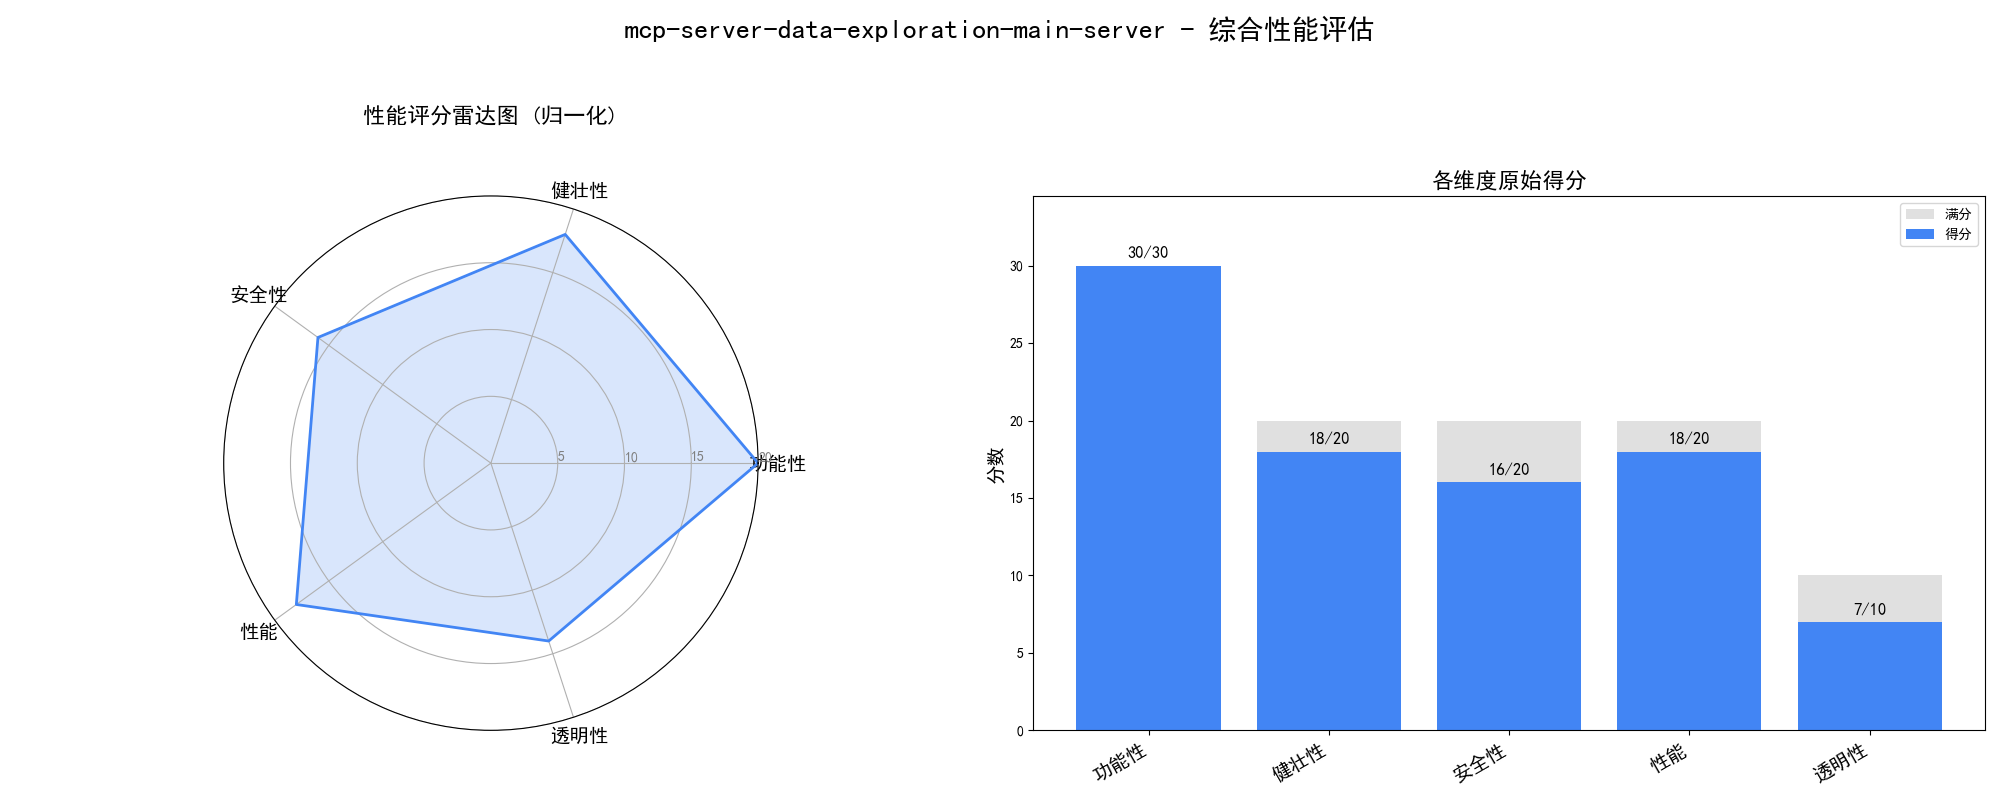 mcp-server-data-exploration-main-server - 综合性能评估
性能评分雷达图 (归一化)
健壮性
安全性
5
10
15
20
功能性
性能
透明性
各维度原始得分
满分
得分
30/30
18/20
16/20
18/20
7/10
分数
30
25
20
15
10
5
0
功能性
健壮性
安全性
性能
透明性